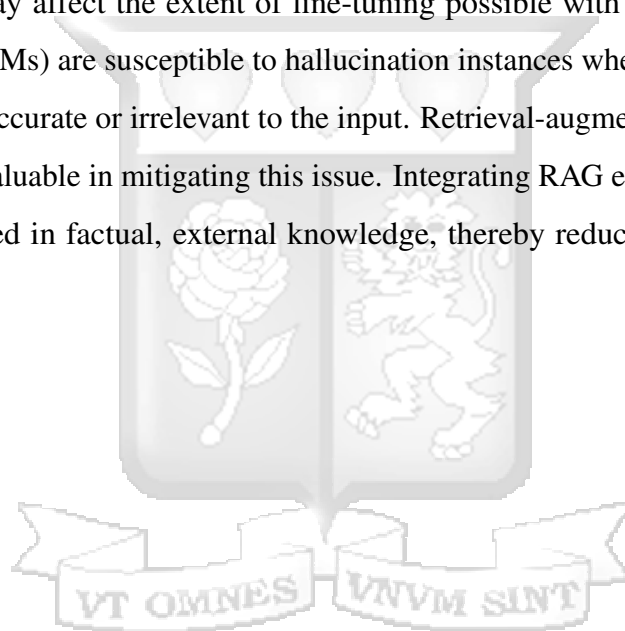 ay affect the extent of fine-tuning possible with
Ms) are susceptible to hallucination instances whe
ccurate or irrelevant to the input. Retrieval-augme
aluable in mitigating this issue. Integrating RAG e
ed in factual, external knowledge, thereby reduc
VT OMNES VNVM SINT